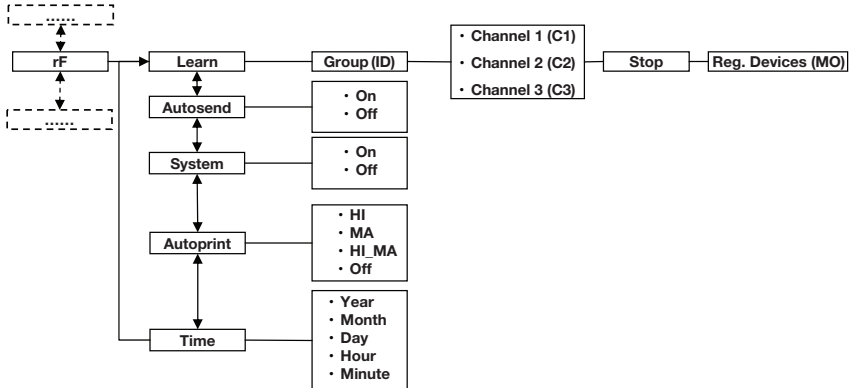 ......
rF
......
Learn
Group (ID)
• Channel 1 (C1)
• Channel 2 (C2)
• Channel 3 (C3)
Stop
Reg. Devices (MO)
Autosend
• On
• Off
System
• On
• Off
Autoprint
• HI
• MA
• HI_MA
• Off
Time
• Year
• Month
• Day
• Hour
• Minute